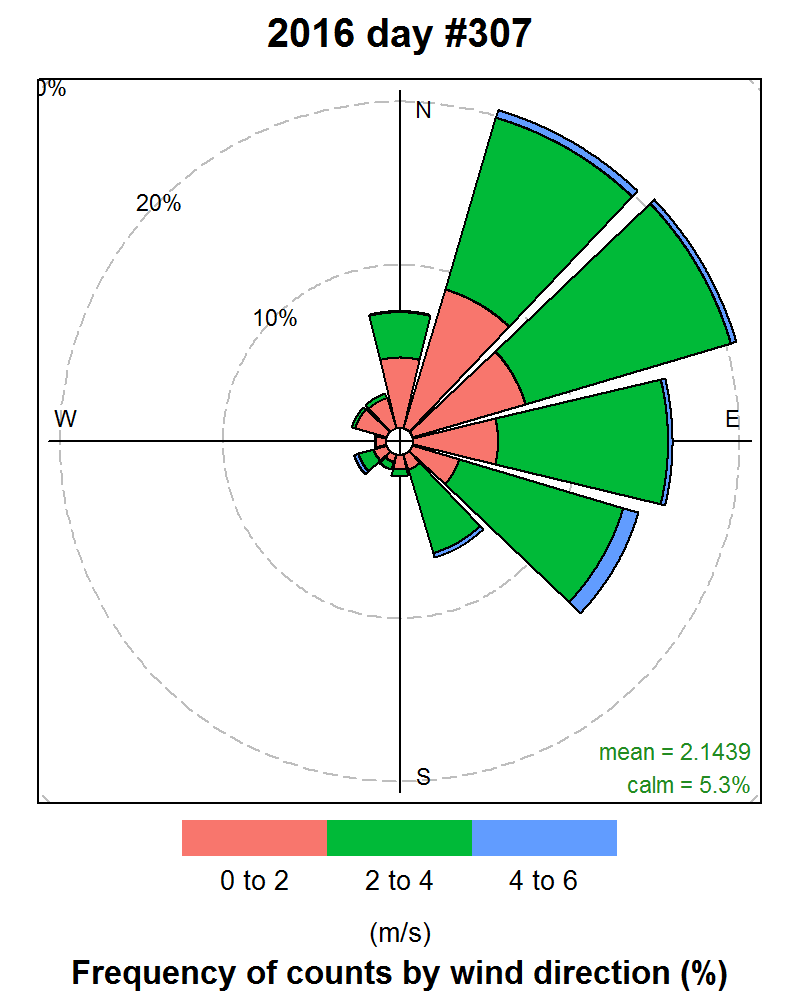 2016 day #307
0%
N
20%
10%
W
E
S
mean = 2.1439
calm = 5.3%
0 to 2 2 to 4 4 to 6
(m/s)
Frequency of counts by wind direction (%)